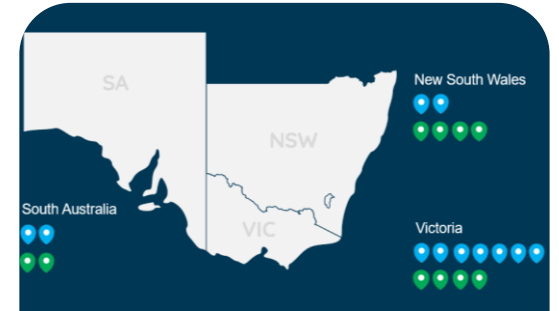 SA
New South Wales
NSW
South Australia
VIC
Victoria